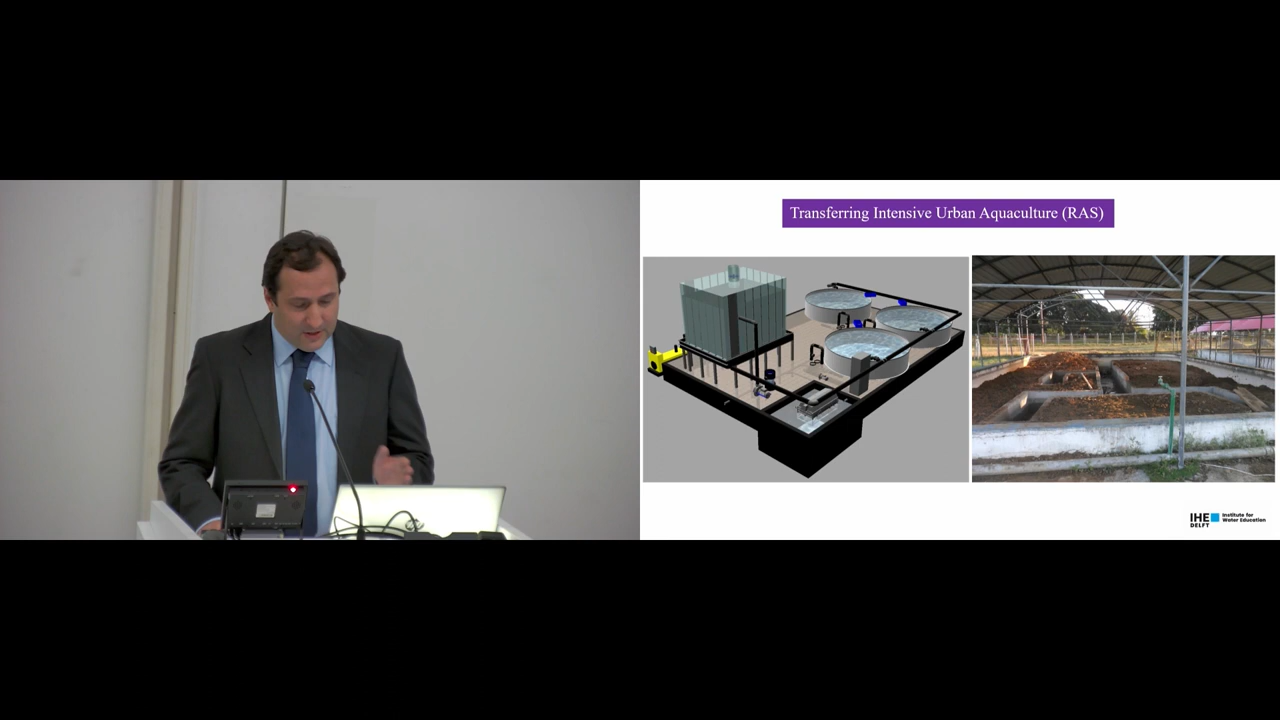 Transferring Intensive Urban Aquaculture (RAS)
IHE
DELFT
Institute for
Water Education